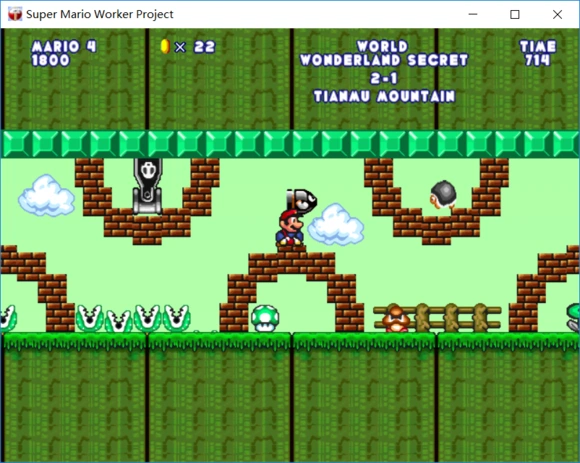 Super Mario Worker Project
MARIO 4
1800
× 22
WORLD
WONDERLAND SECRET
2-1
TIANMU MOUNTAIN
TIME
714